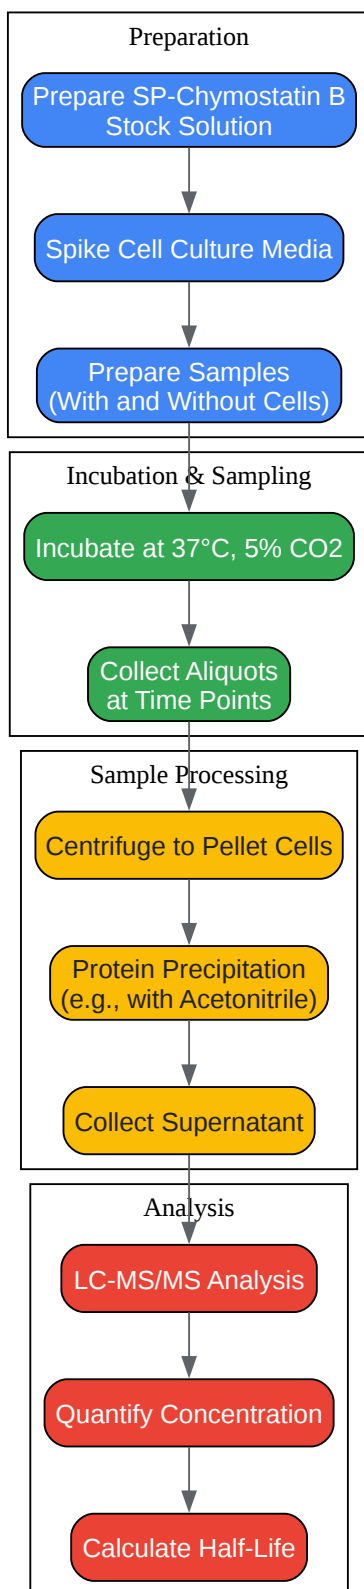 Preparation
Prepare SP-Chymostatin B
Stock Solution
Spike Cell Culture Media
Prepare Samples
(With and Without Cells)
Incubation & Sampling
Incubate at 37°C, 5% CO2
Collect Aliquots
at Time Points
Sample Processing
Centrifuge to Pellet Cells
Protein Precipitation
(e.g., with Acetonitrile)
Collect Supernatant
Analysis
LC-MS/MS Analysis
Quantify Concentration
Calculate Half-Life